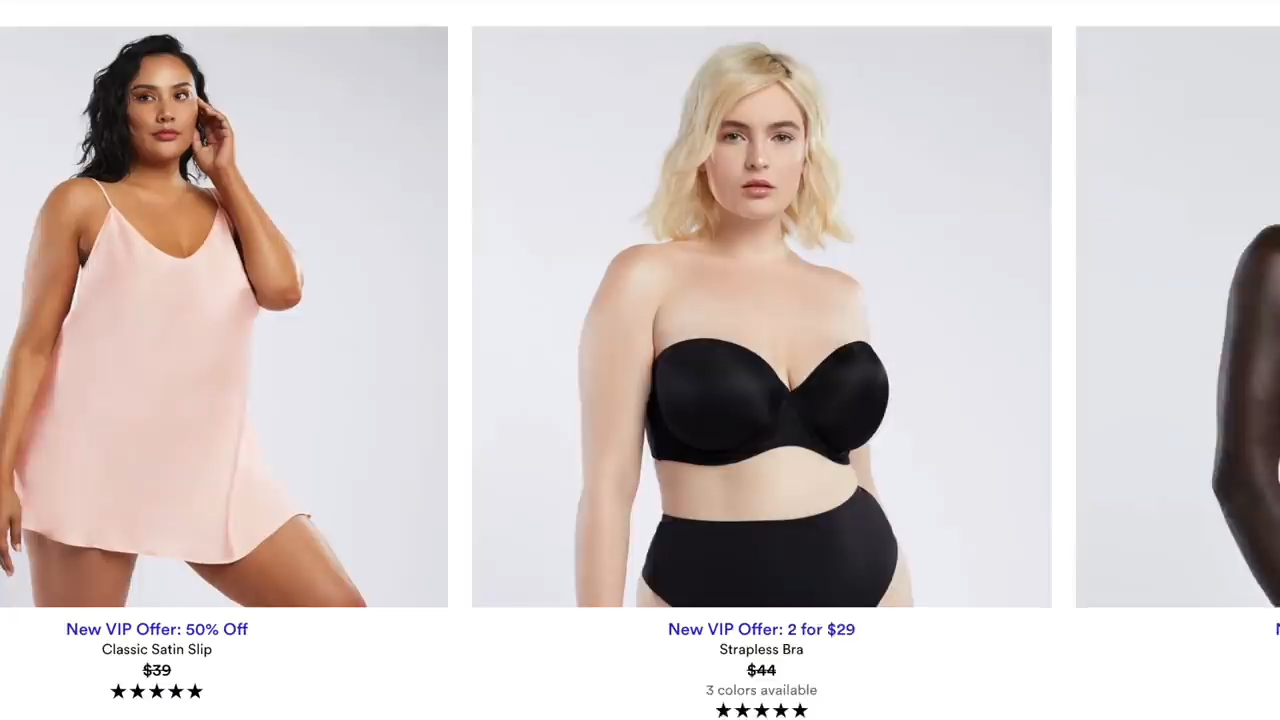 New VIP Offer: 50% Off
Classic Satin Slip
$39
★★★★★
New VIP Offer: 2 for $29
Strapless Bra
$44
3 colors available
★★★★★